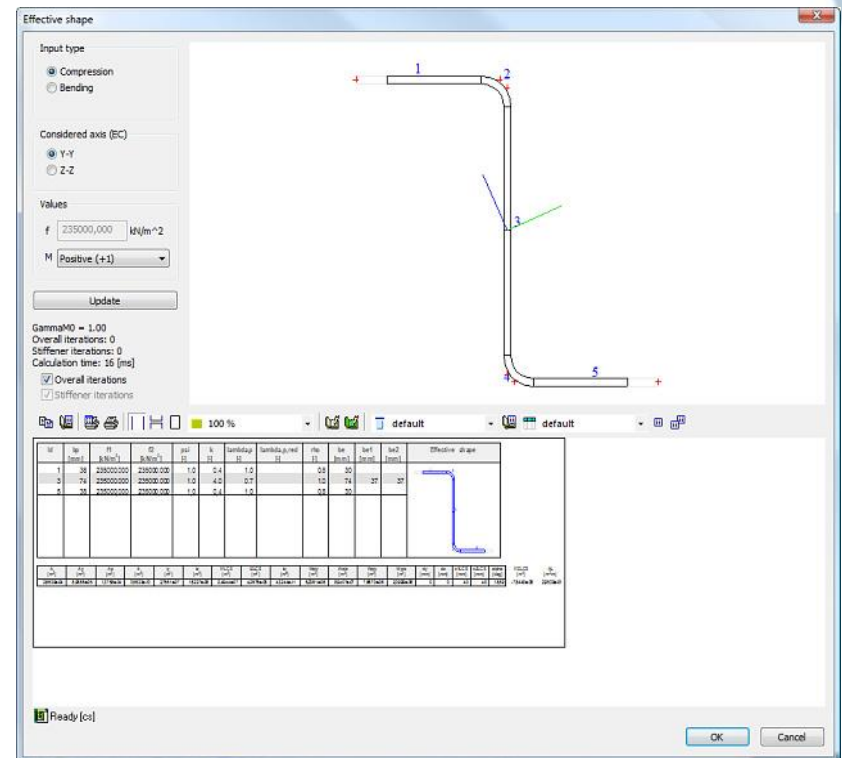 Effective shape
Input type
Compression
Bending
Considered axis (EC)
Y-Y
Z-Z
Values
f 235000,000 kN/m^2
M Positive (+1)
Update
GammaM0 = 1.00
Overall iterations: 0
Stiffener iterations: 0
Calculation time: 16 [ms]
Overall iterations
Stiffener iterations
1
2
3
4
5
100 % default default
Id bp f1 f2 psi k lambda,p lambda,p,red rho be be1 be2 Effective shape
[mm] [kN/m²] [kN/m²] [-] [-] [-] [-] [-] [mm] [mm] [mm]
1 38 235000,000 235000,000 1,0 0,4 1,0 0,8 30
3 74 235000,000 235000,000 1,0 4,0 0,7 1,0 74 37 37
5 38 235000,000 235000,000 1,0 0,4 1,0 0,8 30
Ready [cs]
OK Cancel